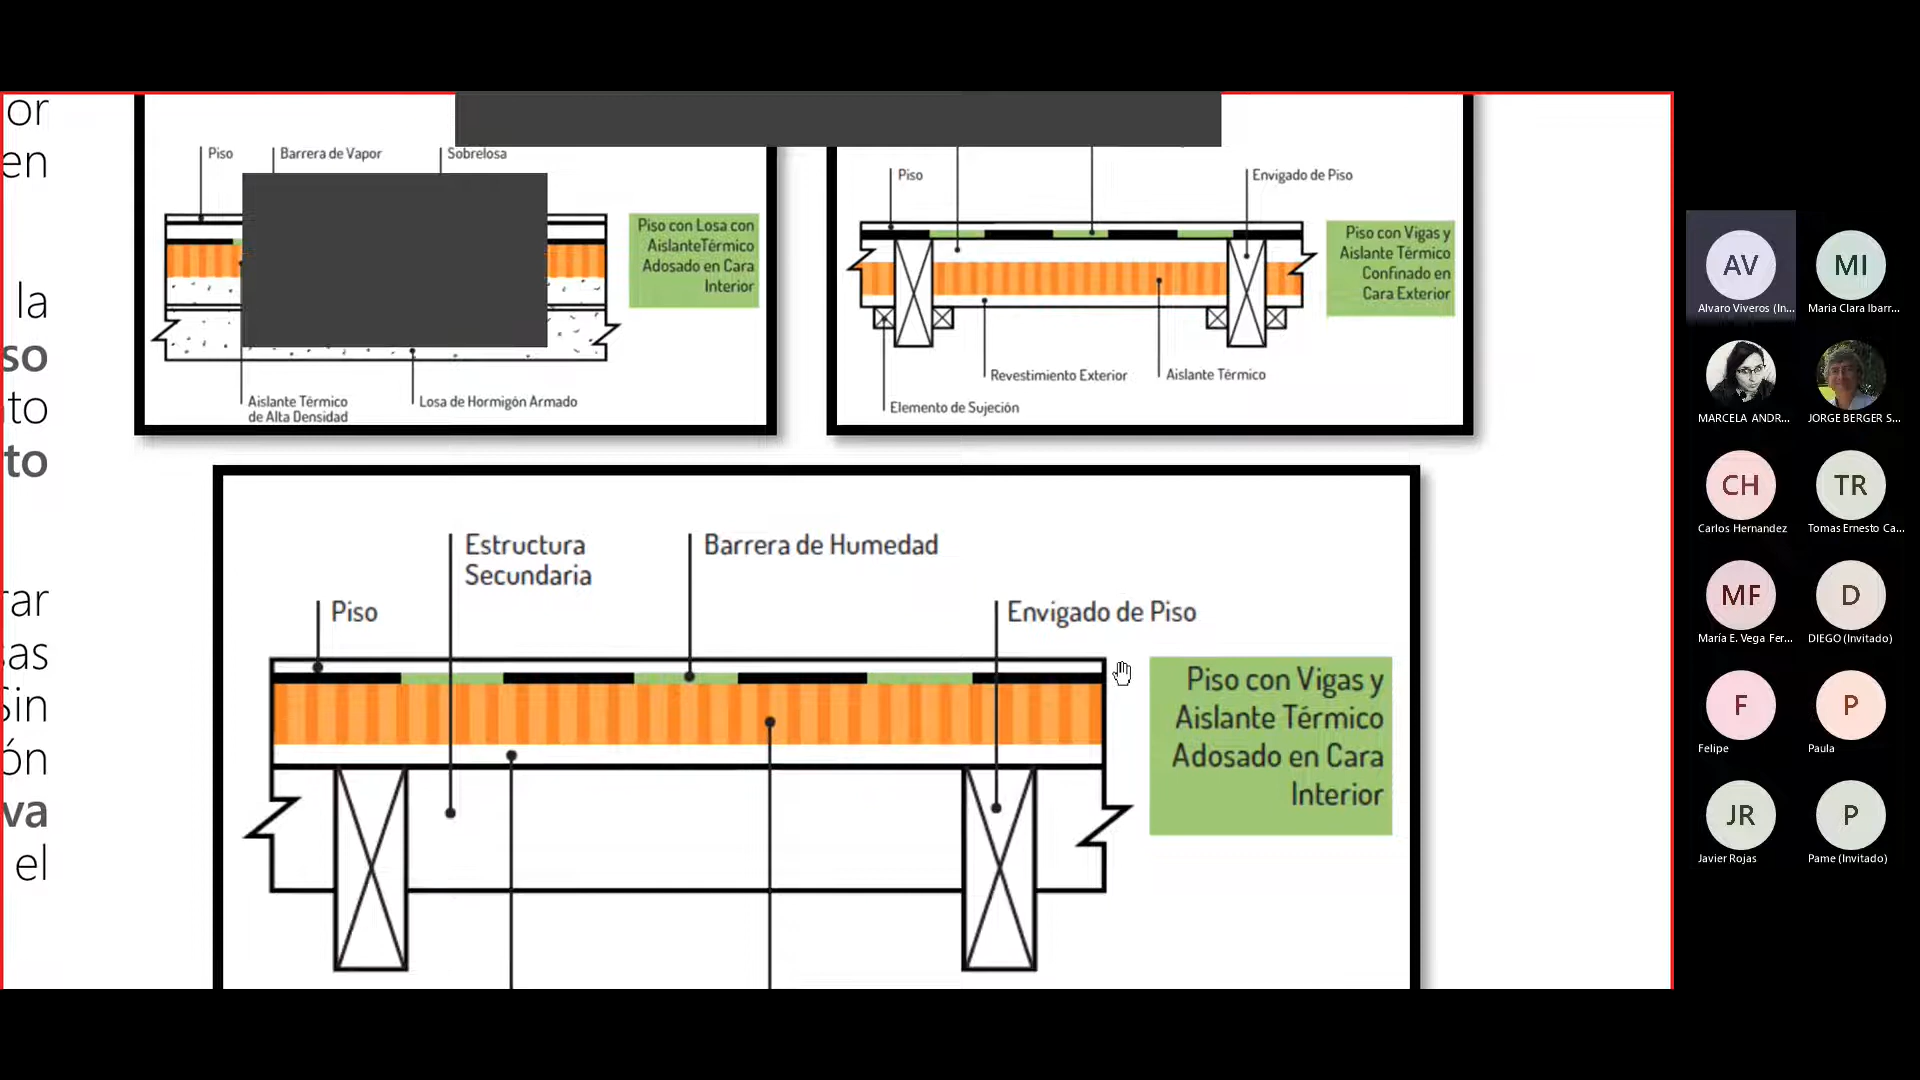 or
en
la
so
to
to
rar
sas
Sin
ón
va
el
Piso
Barrera de Vapor
Sobrelosa
Piso con Losa con
AislanteTérmico
Adosado en Cara
Interior
Aislante Térmico
de Alta Densidad
Losa de Hormigón Armado
Piso
Envigado de Piso
Piso con Vigas y
Aislante Térmico
Confinado en
Cara Exterior
Revestimiento Exterior
Aislante Térmico
Elemento de Sujeción
Estructura
Secundaria
Barrera de Humedad
Piso
Envigado de Piso
Piso con Vigas y
Aislante Térmico
Adosado en Cara
Interior
AV
Alvaro Viveros (In...
MI
Maria Clara Ibarr...
MARCELA ANDR...
JORGE BERGER S...
CH
Carlos Hernandez
TR
Tomas Ernesto Ca...
MF
María E. Vega Fer...
D
DIEGO (Invitado)
F
Felipe
P
Paula
JR
Javier Rojas
P
Pame (Invitado)